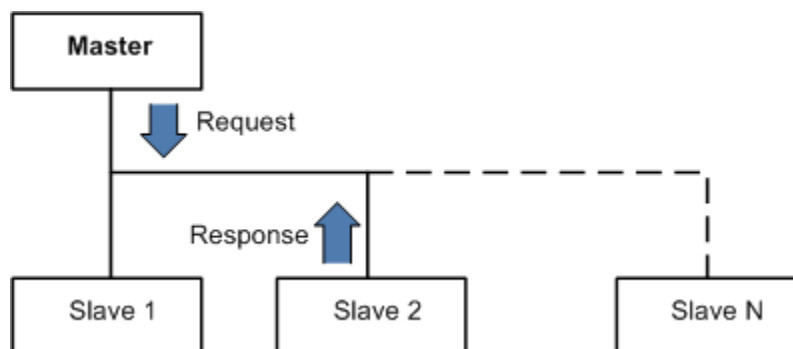 Master
Request
Response
Slave 1
Slave 2
Slave N